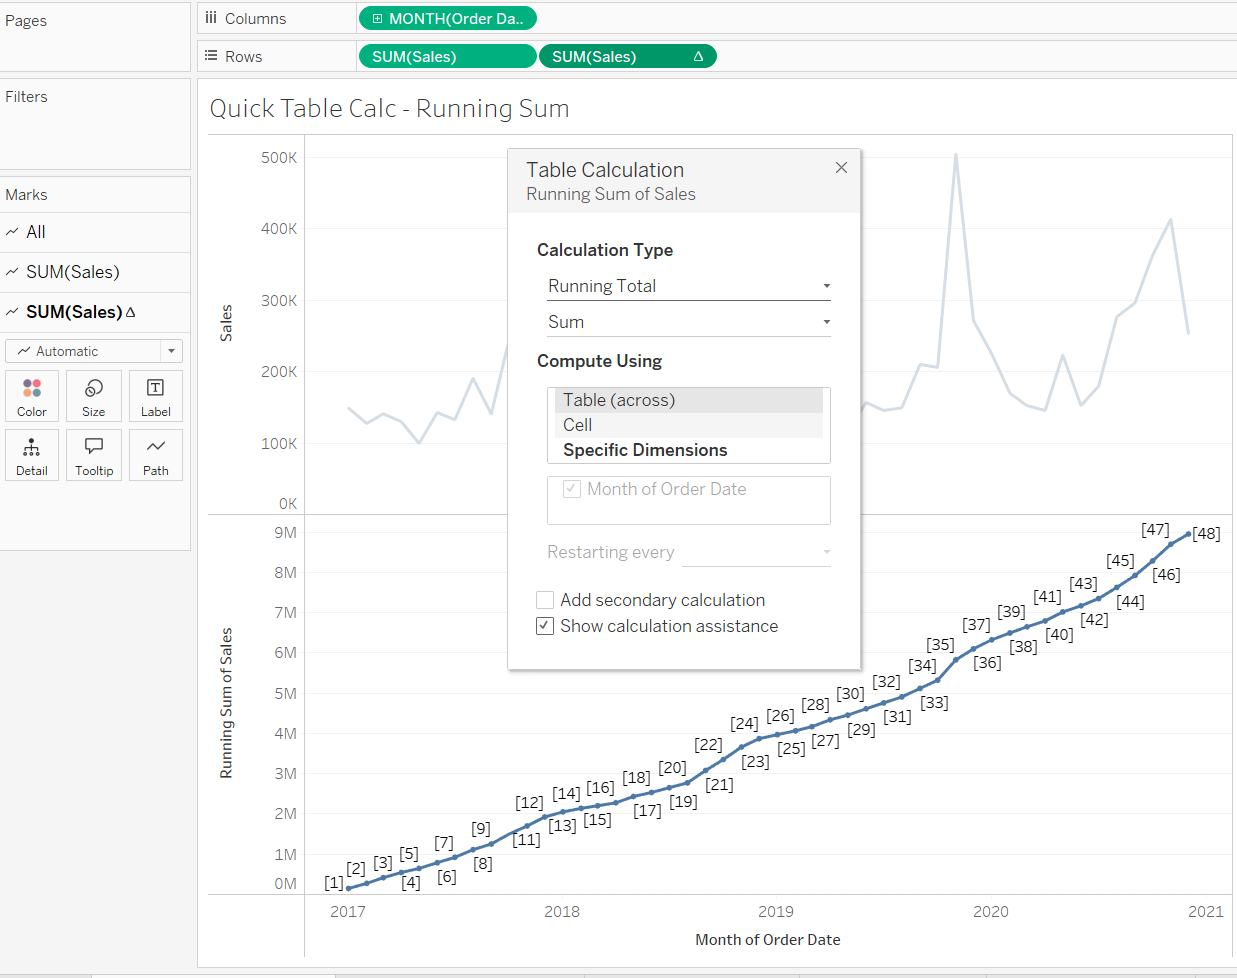 Pages
Columns
MONTH(Order Da..
Rows
SUM(Sales)
SUM(Sales) Δ
Filters
Marks
All
SUM(Sales)
SUM(Sales) Δ
Automatic
Color
Size
Label
Detail
Tooltip
Path
Quick Table Calc - Running Sum
Sales
500K
400K
300K
200K
100K
0K
Table Calculation
Running Sum of Sales
Calculation Type
Running Total
Sum
Compute Using
Table (across)
Cell
Specific Dimensions
Month of Order Date
Restarting every
Add secondary calculation
Show calculation assistance
Running Sum of Sales
9M
8M
7M
6M
5M
4M
3M
2M
1M
0M
[1]
[2]
[3]
[4]
[5]
[6]
[7]
[8]
[9]
[11]
[12]
[13]
[14]
[15]
[16]
[17]
[18]
[19]
[20]
[21]
[22]
[23]
[24]
[25]
[26]
[27]
[28]
[29]
[30]
[31]
[32]
[33]
[34]
[35]
[36]
[37]
[38]
[39]
[40]
[41]
[42]
[43]
[44]
[45]
[46]
[47]
[48]
2017
2018
2019
2020
2021
Month of Order Date